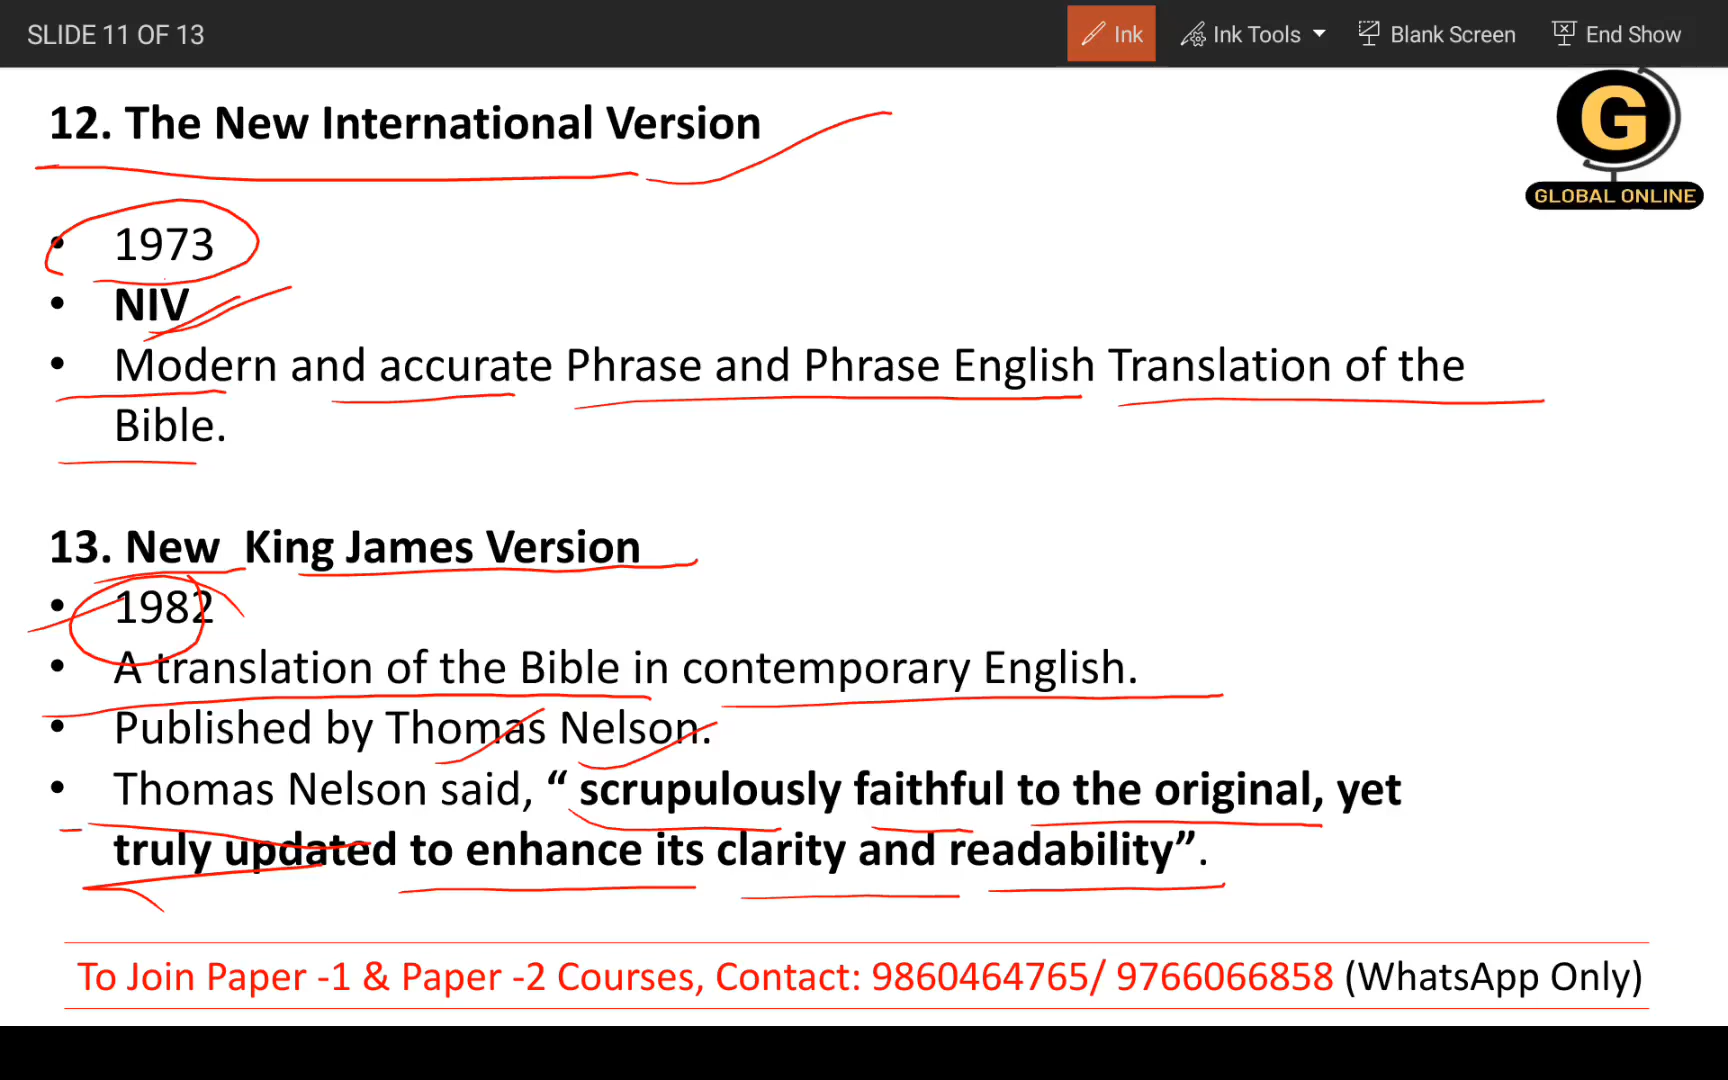 SLIDE 11 OF 13
Ink
Ink Tools
Blank Screen
End Show
G
GLOBAL ONLINE
12. The New International Version
• 1973
• NIV
• Modern and accurate Phrase and Phrase English Translation of the
Bible.
13. New King James Version
• 1982
• A translation of the Bible in contemporary English.
• Published by Thomas Nelson.
• Thomas Nelson said, “ scrupulously faithful to the original, yet
truly updated to enhance its clarity and readability”.
To Join Paper -1 & Paper -2 Courses, Contact: 9860464765/ 9766066858 (WhatsApp Only)